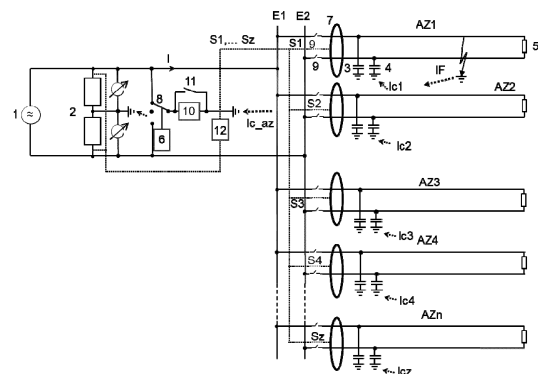 E1 E2 7 AZ1
S1,... Sz
S1
I
9
9
3
4
5
IF
Ic1
11
8
10
1
2
6
12
Ic_az
AZ2
S2
Ic2
AZ3
S3
Ic3
AZ4
S4
Ic4
AZn
Sz
Icz